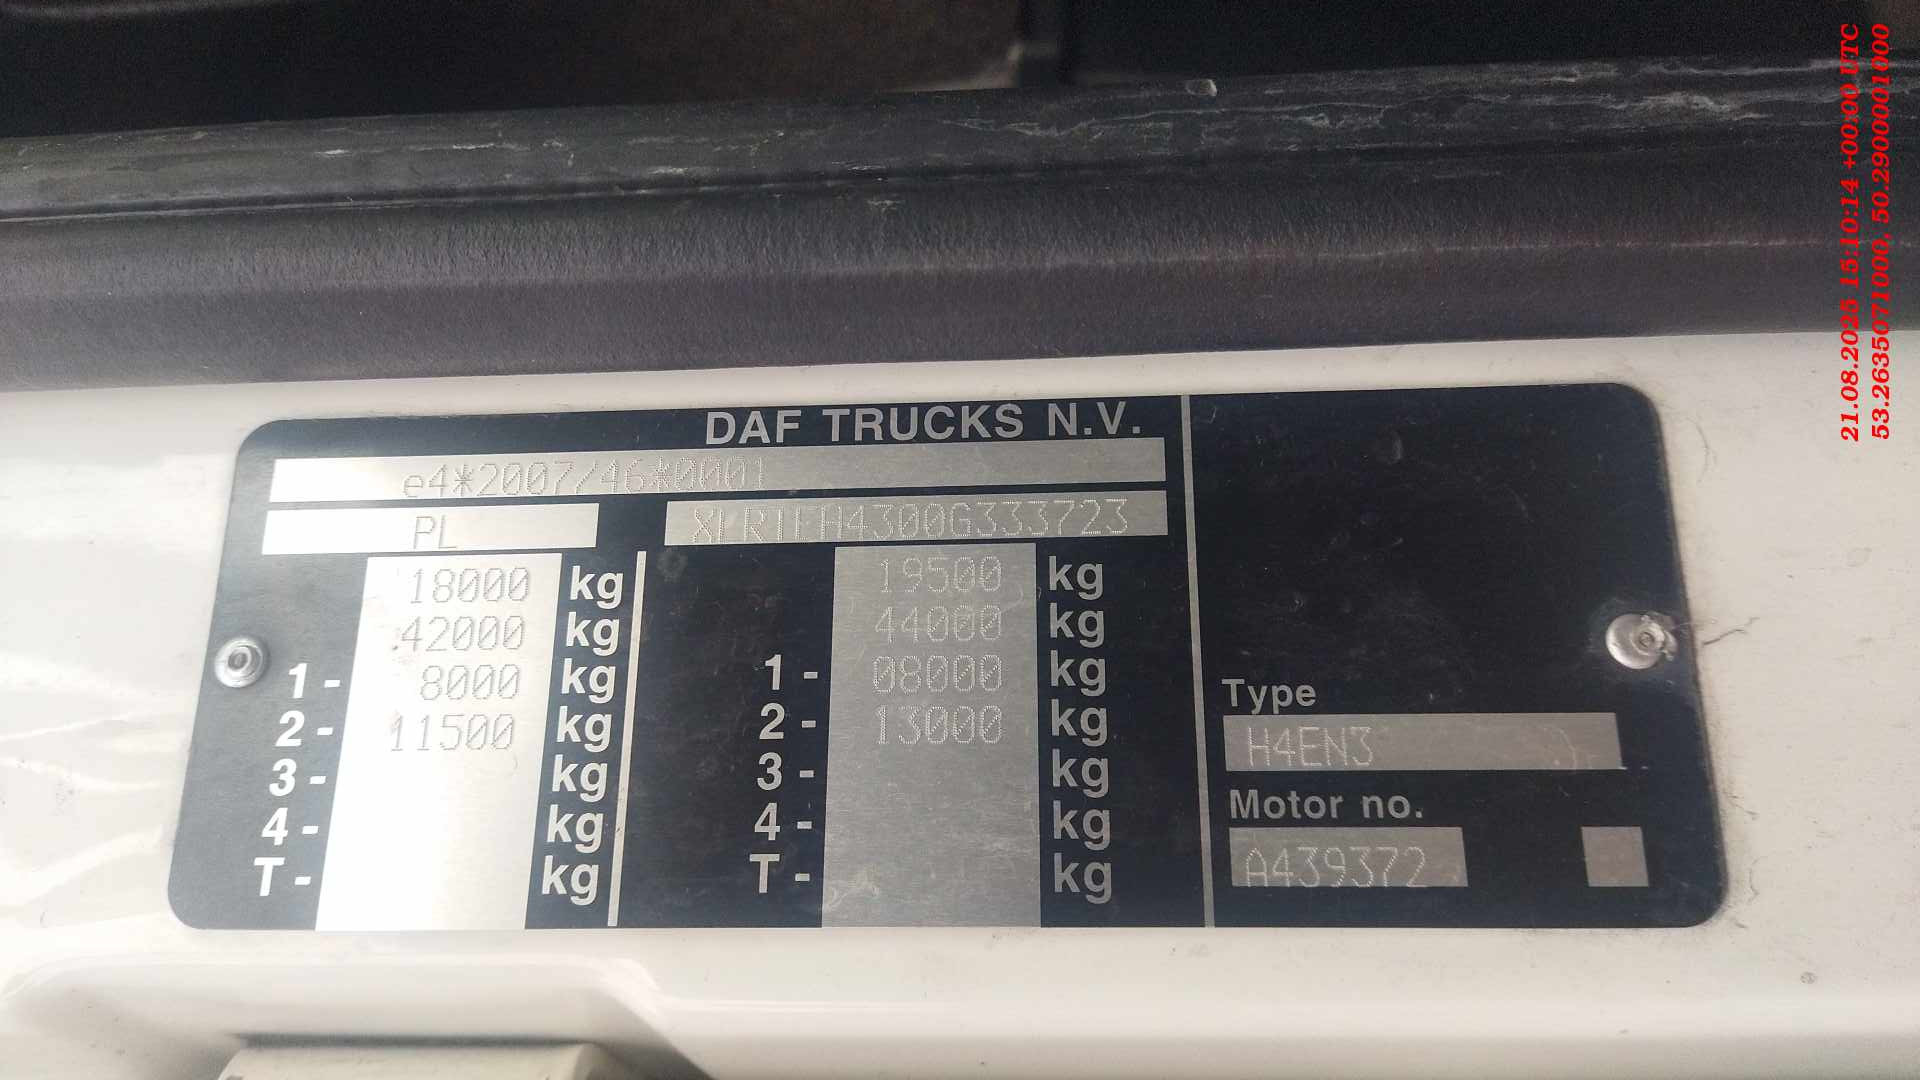 DAF TRUCKS N.V.
e4*2007/46*0001
PL XLR1EH4300G333723
18000 kg 19500 kg
42000 kg 44000 kg
1- 8000 kg 1- 08000 kg
2- 11500 kg 2- 13000 kg
3- kg 3- kg
4- kg 4- kg
T- kg T- kg
Type
H4EN3
Motor no.
A439372
21.08.2025 15:10:14 +00:00 UTC
53.2635071000, 50.2900001000